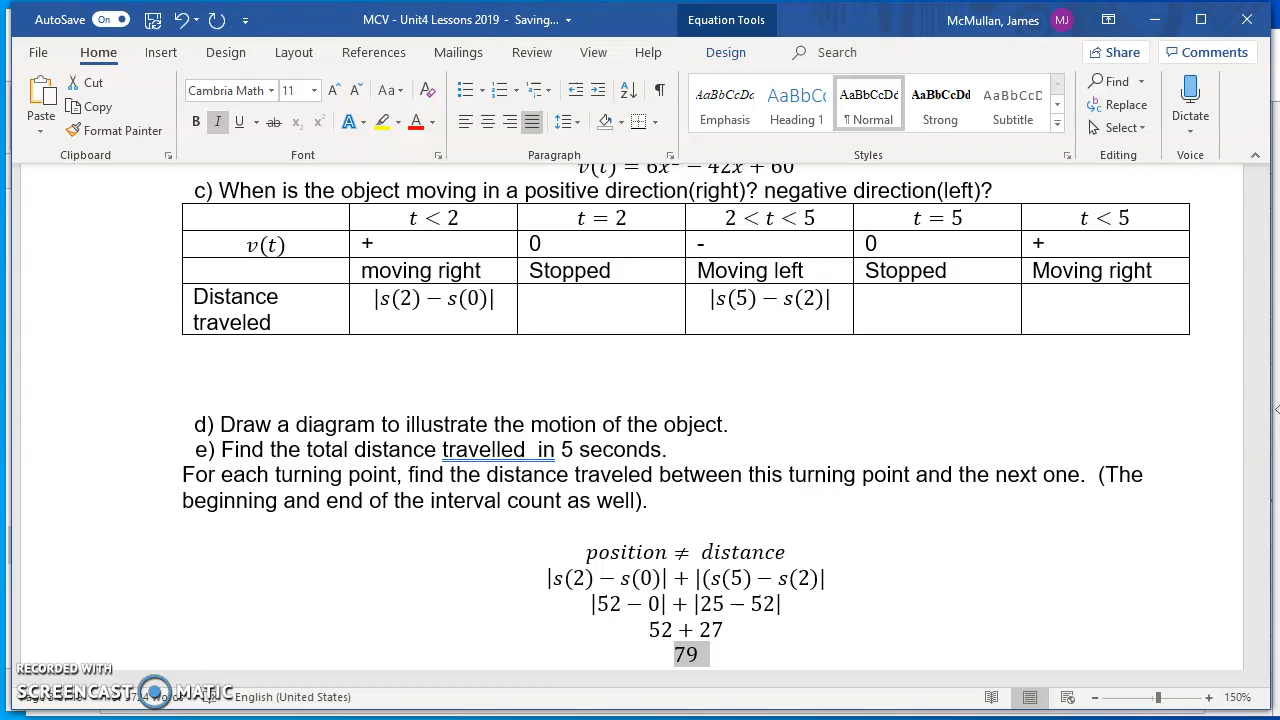 AutoSave On MCV - Unit4 Lessons 2019 - Saving... Equation Tools McMullan, James MJ
File Home Insert Design Layout References Mailings Review View Help Design Search Share Comments
Paste Cut Copy Format Painter
Cambria Math 11
AaBbCcDc AaBbCc AaBbCcDd AaBbCcDd AaBbCcD
Emphasis Heading 1 ¶ Normal Strong Subtitle
Find Replace Select
Dictate
Clipboard Font Paragraph Styles Editing Voice
v(t) = 6x² − 42x + 60
c) When is the object moving in a positive direction(right)? negative direction(left)?
t < 2 t = 2 2 < t < 5 t = 5 t < 5
v(t) + 0 - 0 +
moving right Stopped Moving left Stopped Moving right
Distance traveled |s(2) − s(0)| |s(5) − s(2)|
d) Draw a diagram to illustrate the motion of the object.
e) Find the total distance travelled in 5 seconds.
For each turning point, find the distance traveled between this turning point and the next one. (The
beginning and end of the interval count as well).
position ≠ distance
|s(2) − s(0)| + |(s(5) − s(2)|
|52 − 0| + |25 − 52|
52 + 27
79
RECORDED WITH
SCREENCAST MATIC
English (United States) 150%